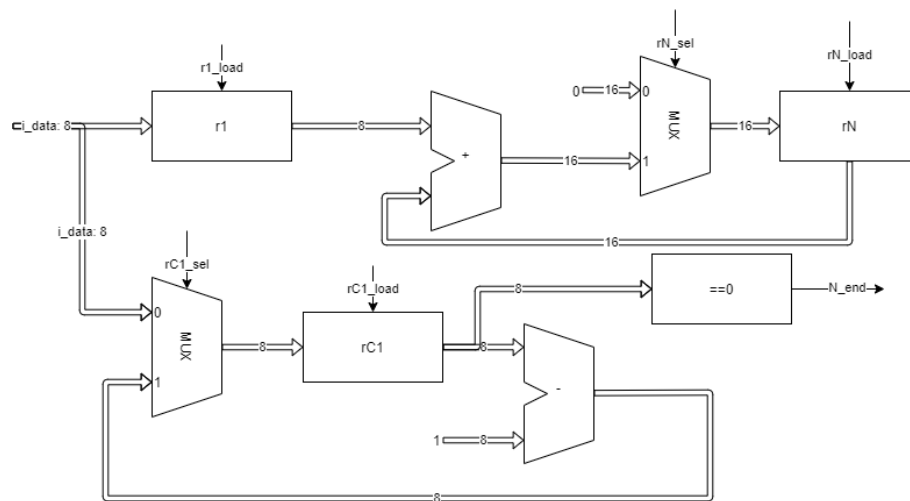 rN_sel
rN_load
r1_load
0
16
0
i_data: 8
r1
8
+
16
MUX
1
16
rN
i_data: 8
16
rC1_sel
rC1_load
8
==0
N_end
0
MUX
8
rC1
8
1
-
1
8
8